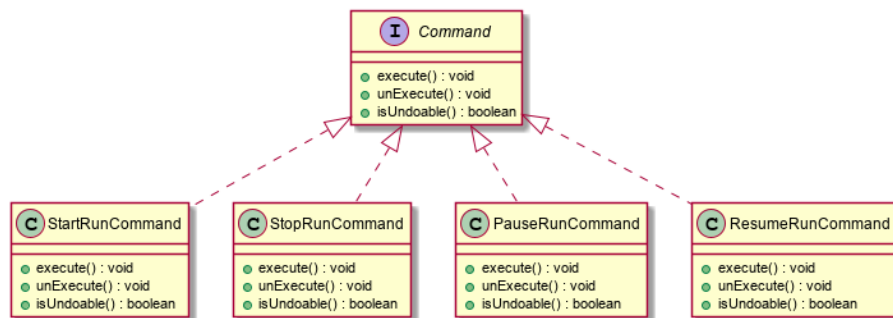 I Command
execute() : void
unExecute() : void
isUndoable() : boolean
C StartRunCommand
execute() : void
unExecute() : void
isUndoable() : boolean
C StopRunCommand
execute() : void
unExecute() : void
isUndoable() : boolean
C PauseRunCommand
execute() : void
unExecute() : void
isUndoable() : boolean
C ResumeRunCommand
execute() : void
unExecute() : void
isUndoable() : boolean